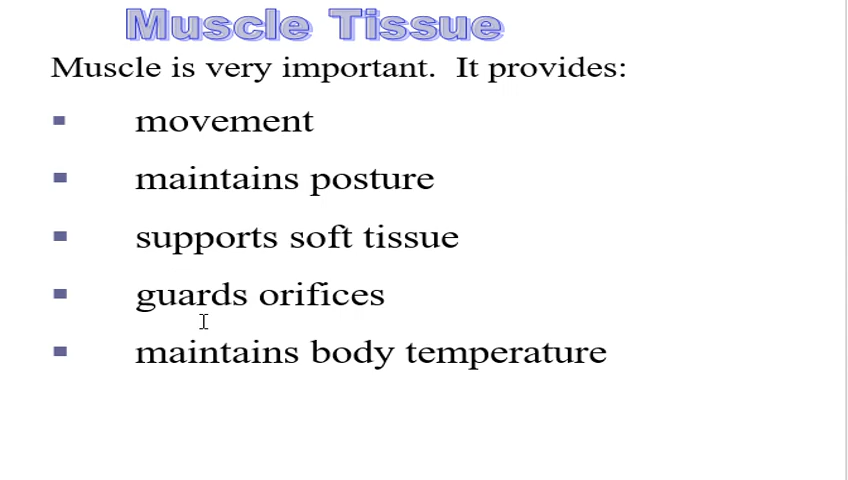 Muscle Tissue
Muscle is very important.  It provides:
▪ movement
▪ maintains posture
▪ supports soft tissue
▪ guards orifices
▪ maintains body temperature